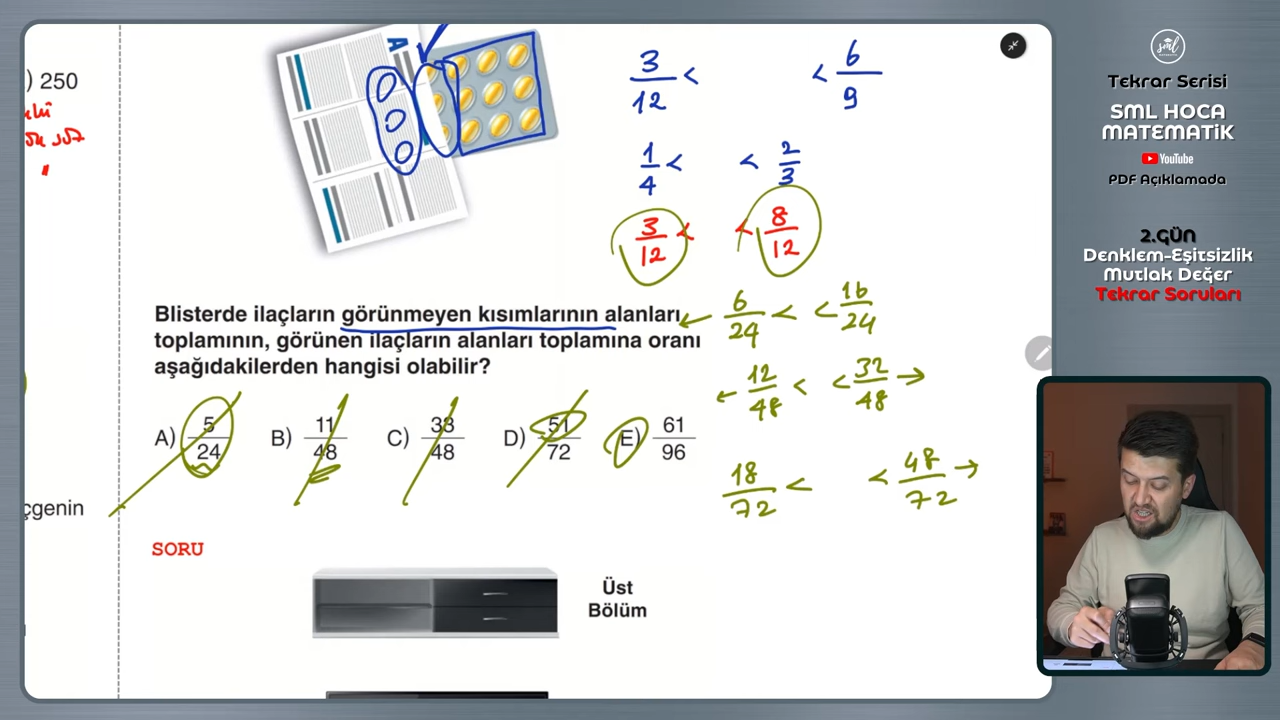 ) 250
A
3/12 <
< 6/9
1/4 <
< 2/3
3/12 <
< 8/12
Blisterde ilaçların görünmeyen kısımlarının alanları
toplamının, görünen ilaçların alanları toplamına oranı
aşağıdakilerden hangisi olabilir?
← 6/24 < < 16/24
← 12/48 < < 32/48 →
18/72 < < 48/72 →
A) 5/24 B) 11/48 C) 33/48 D) 51/72 E) 61/96
çgenin
SORU
Üst
Bölüm
sml
Tekrar Serisi
SML HOCA
MATEMATİK
YouTube
PDF Açıklamada
2.GÜN
Denklem-Eşitsizlik
Mutlak Değer
Tekrar Soruları